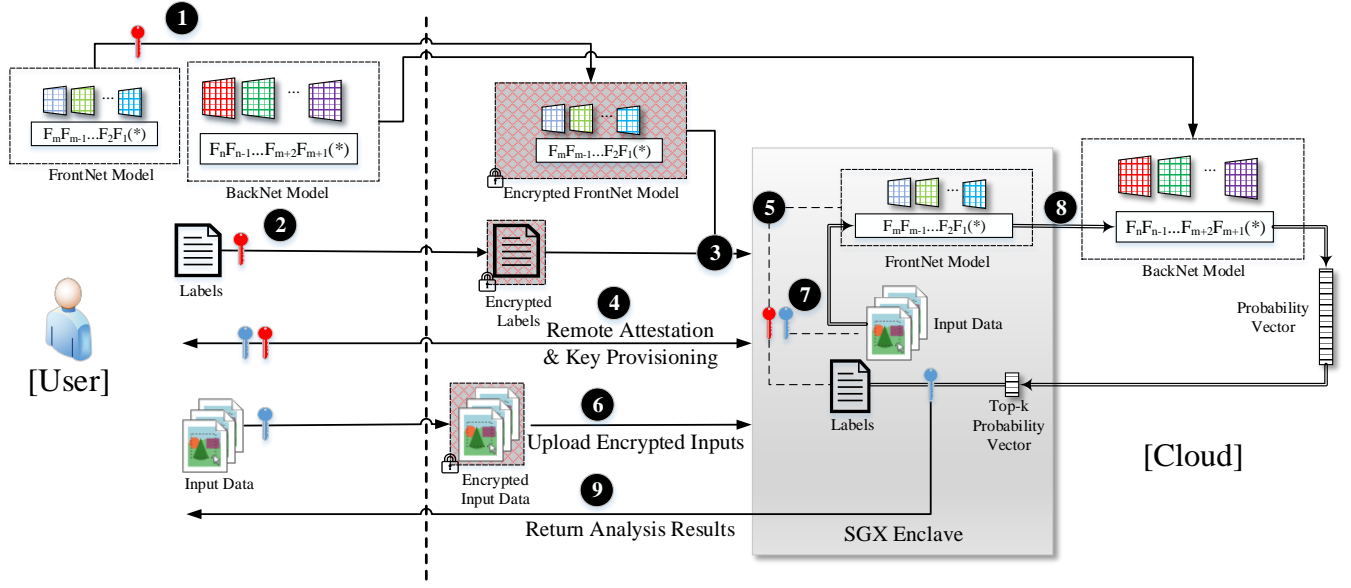 1
...
...
FₘFₘ₋₁...F₂F₁(*)
FrontNet Model
FₙFₙ₋₁...Fₘ₊₂Fₘ₊₁(*)
BackNet Model
...
FₘFₘ₋₁...F₂F₁(*)
Encrypted FrontNet Model
2
Labels
Encrypted
Labels
3
4
Remote Attestation
& Key Provisioning
[User]
Input Data
Encrypted
Input Data
6
Upload Encrypted Inputs
9
Return Analysis Results
5
...
FₘFₘ₋₁...F₂F₁(*)
FrontNet Model
7
Input Data
Labels
Top-k
Probability
Vector
SGX Enclave
8
...
FₙFₙ₋₁...Fₘ₊₂Fₘ₊₁(*)
BackNet Model
Probability
Vector
[Cloud]